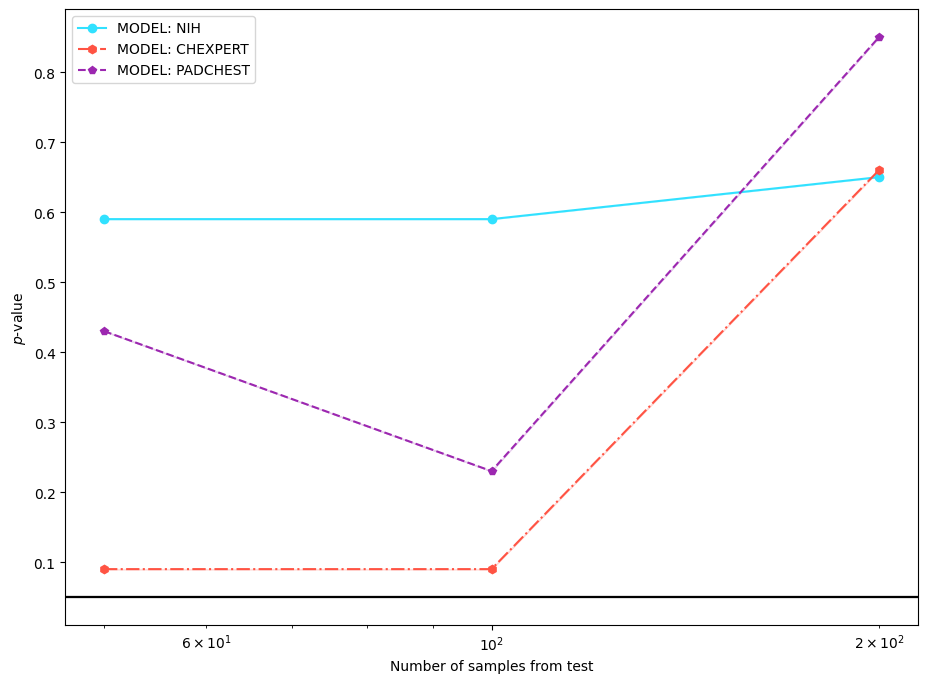 MODEL: NIH
MODEL: CHEXPERT
MODEL: PADCHEST
0.8
0.7
0.6
0.5
0.4
0.3
0.2
0.1
p-value
6 × 10¹
10²
2 × 10²
Number of samples from test